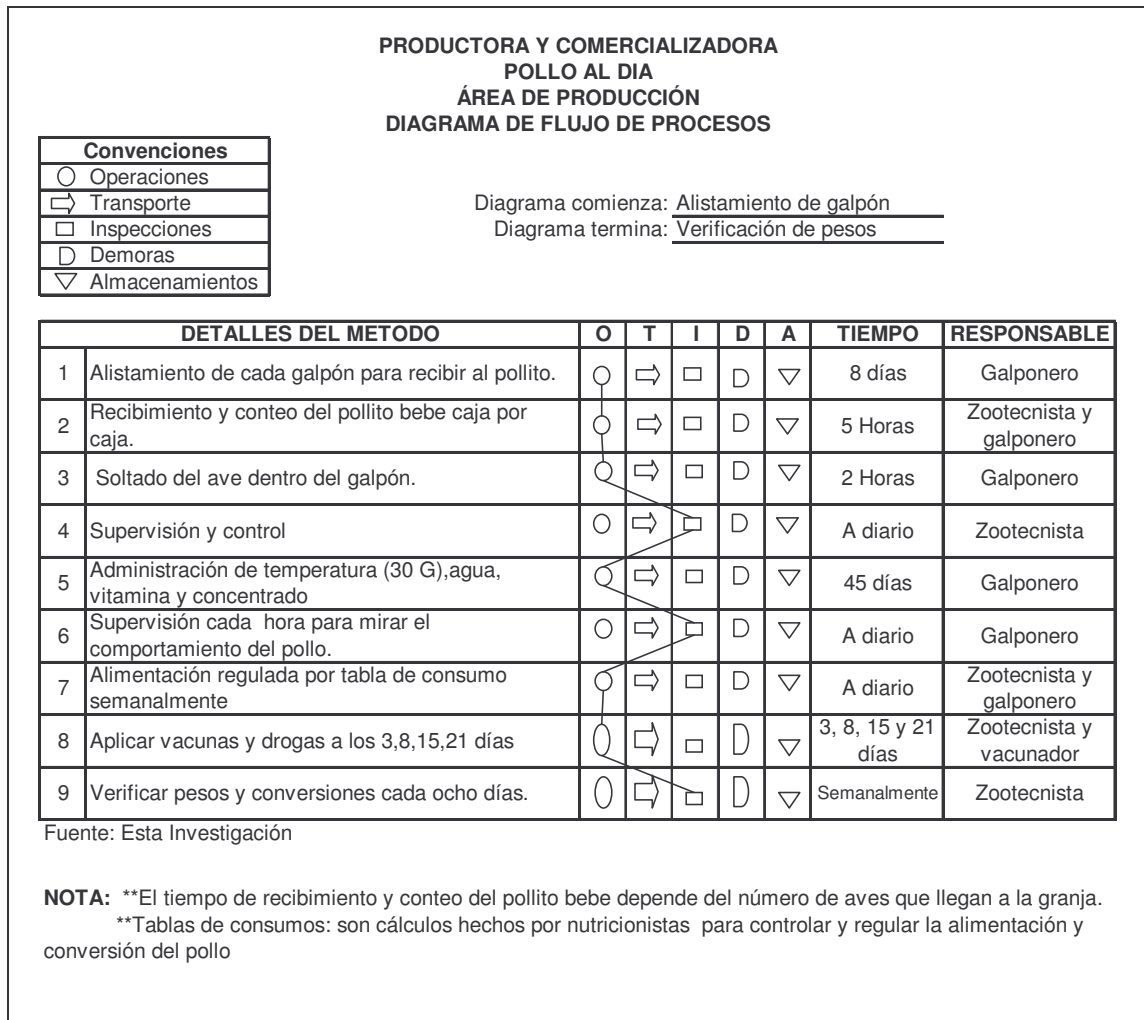 PRODUCTORA Y COMERCIALIZADORA
POLLO AL DIA
ÁREA DE PRODUCCIÓN
DIAGRAMA DE FLUJO DE PROCESOS
Convenciones
Operaciones
Transporte
Inspecciones
Demoras
Almacenamientos
Diagrama comienza: Alistamiento de galpón
Diagrama termina: Verificación de pesos
DETALLES DEL METODO O T I D A TIEMPO RESPONSABLE
1 Alistamiento de cada galpón para recibir al pollito. 8 días Galponero
2 Recibimiento y conteo del pollito bebe caja por
caja. 5 Horas Zootecnista y
galponero
3 Soltado del ave dentro del galpón. 2 Horas Galponero
4 Supervisión y control A diario Zootecnista
5 Administración de temperatura (30 G),agua,
vitamina y concentrado 45 días Galponero
6 Supervisión cada hora para mirar el
comportamiento del pollo. A diario Galponero
7 Alimentación regulada por tabla de consumo
semanalmente A diario Zootecnista y
galponero
8 Aplicar vacunas y drogas a los 3,8,15,21 días 3, 8, 15 y 21
días Zootecnista y
vacunador
9 Verificar pesos y conversiones cada ocho días. Semanalmente Zootecnista
Fuente: Esta Investigación
NOTA: **El tiempo de recibimiento y conteo del pollito bebe depende del número de aves que llegan a la granja.
**Tablas de consumos: son cálculos hechos por nutricionistas para controlar y regular la alimentación y
conversión del pollo